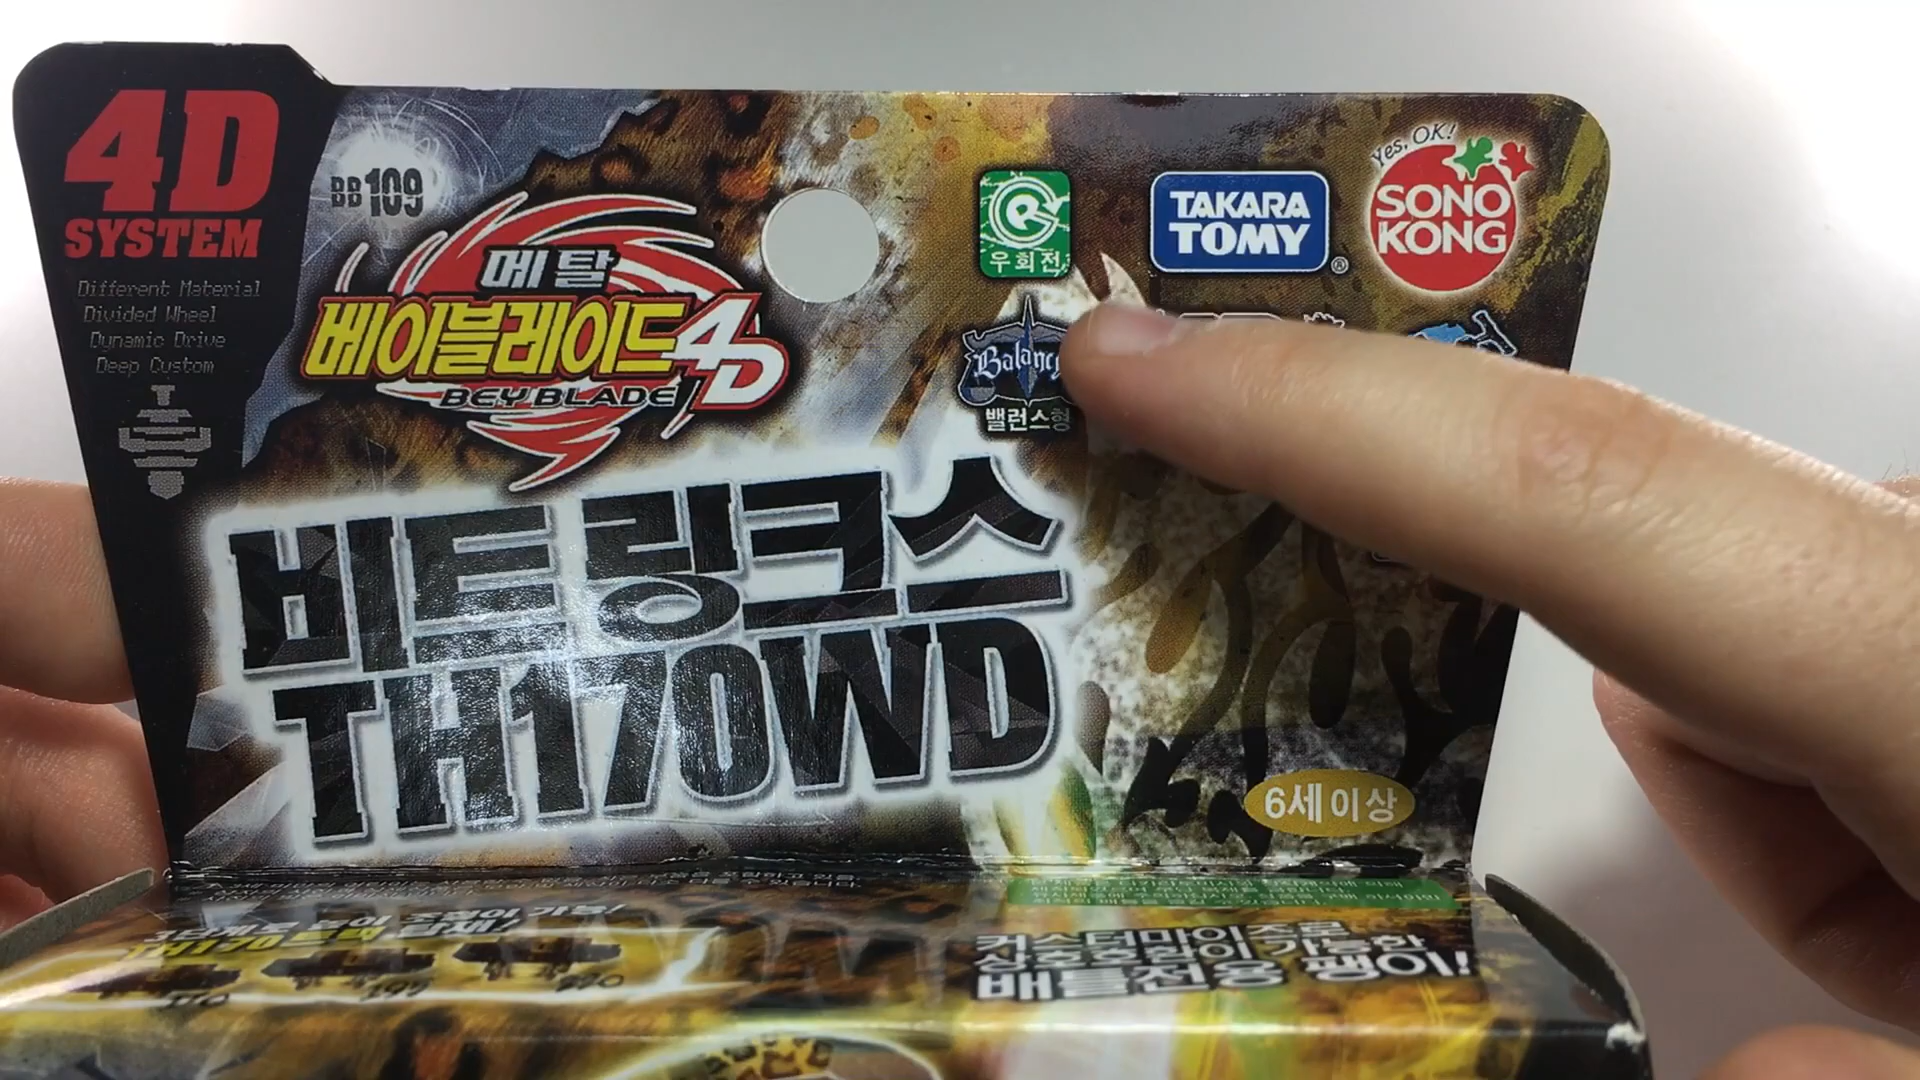 4D
SYSTEM
Different Material
Divided Wheel
Dynamic Drive
Deep Custom
BB109
메탈
베이블레이드 4D
BEYBLADE
우회전
TAKARA
TOMY
®
Yes, OK!
SONO
KONG
Balance
밸런스형
비트 링크스
TH170WD
6세 이상
TH170
커스터마이즈로
상호호환이 가능한
배틀전용 팽이!